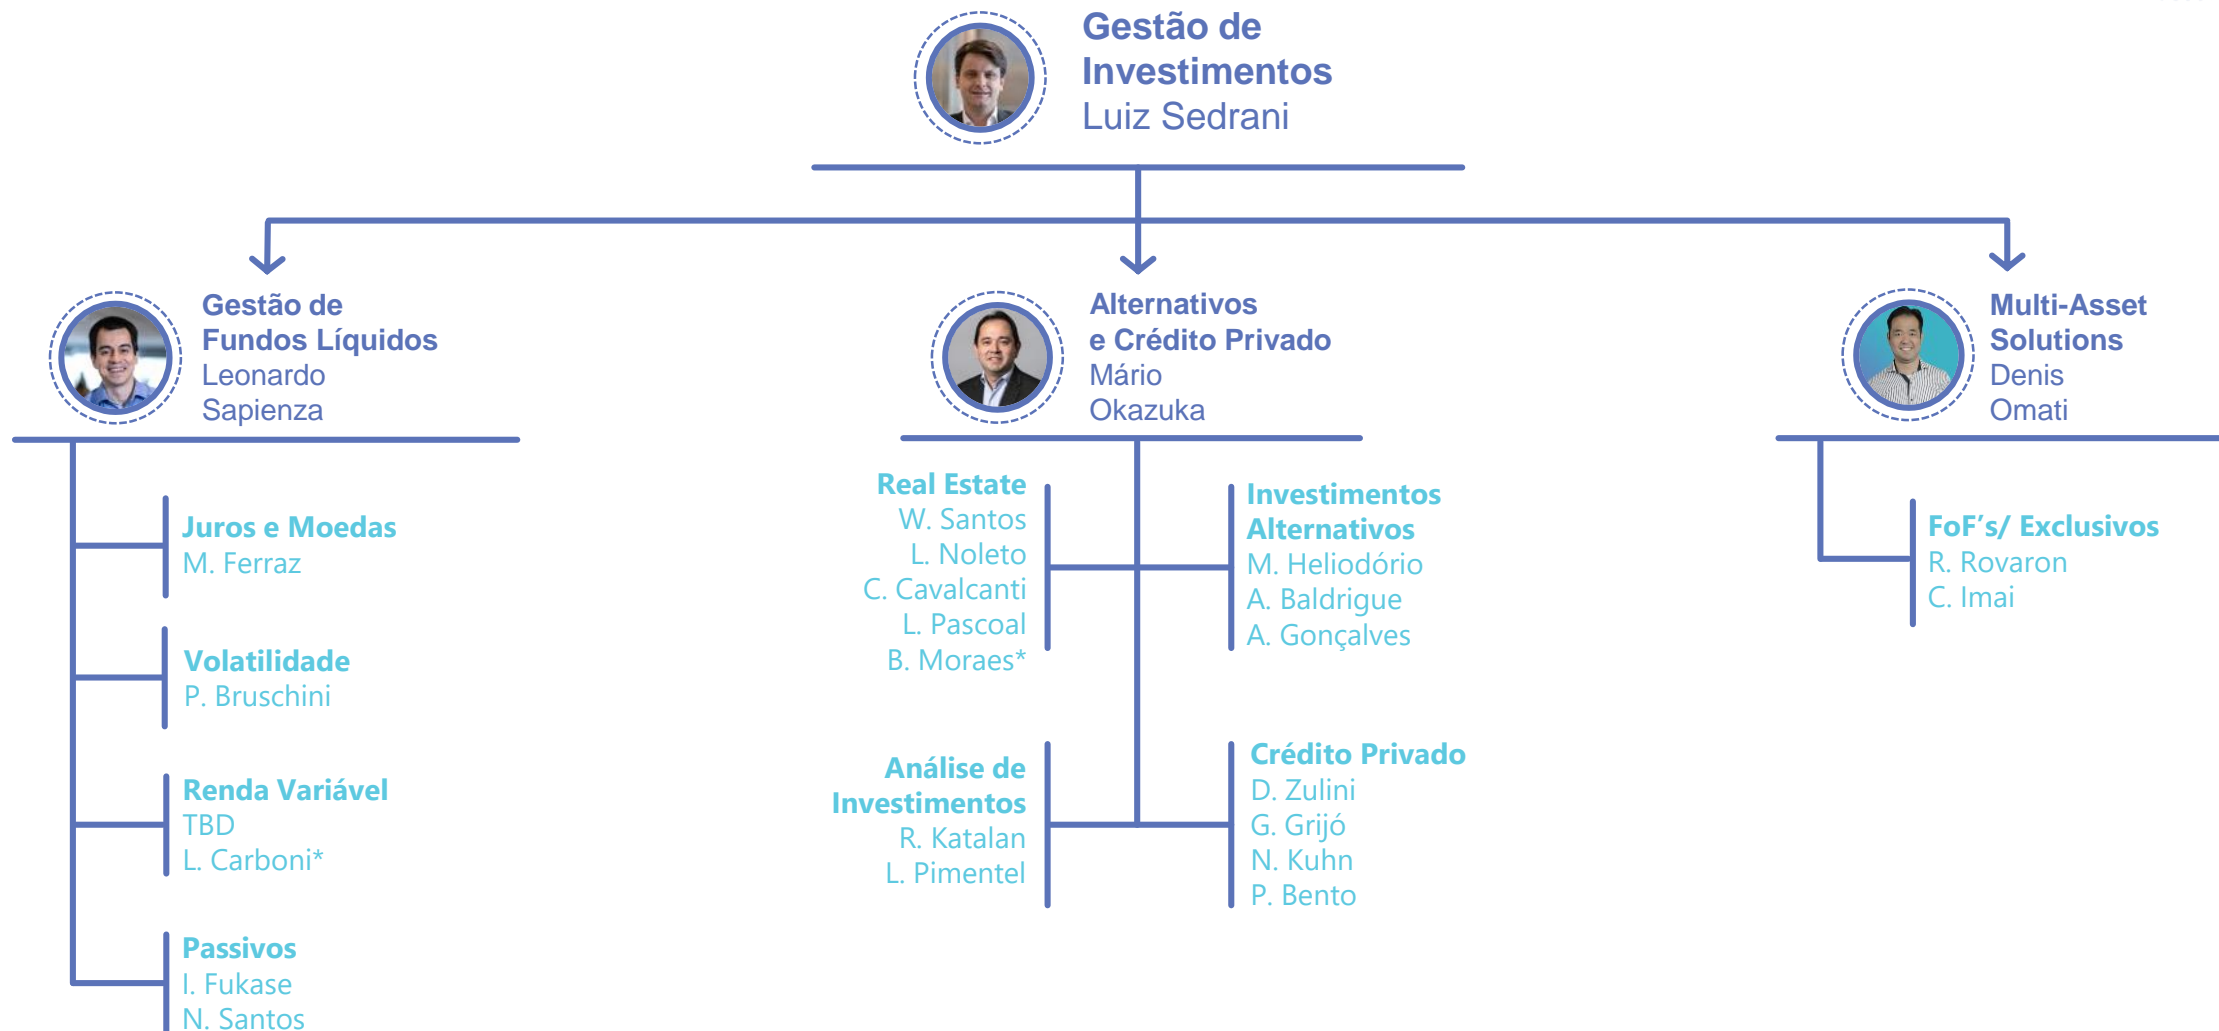 Gestão de
Investimentos
Luiz Sedrani
Gestão de
Fundos Líquidos
Leonardo
Sapienza
Juros e Moedas
M. Ferraz
Volatilidade
P. Bruschini
Renda Variável
TBD
L. Carboni*
Passivos
I. Fukase
N. Santos
Alternativos
e Crédito Privado
Mário
Okazuka
Real Estate
W. Santos
L. Noleto
C. Cavalcanti
L. Pascoal
B. Moraes*
Investimentos
Alternativos
M. Heliodório
A. Baldrigue
A. Gonçalves
Análise de
Investimentos
R. Katalan
L. Pimentel
Crédito Privado
D. Zulini
G. Grijó
N. Kuhn
P. Bento
Multi-Asset
Solutions
Denis
Omati
FoF’s/ Exclusivos
R. Rovaron
C. Imai